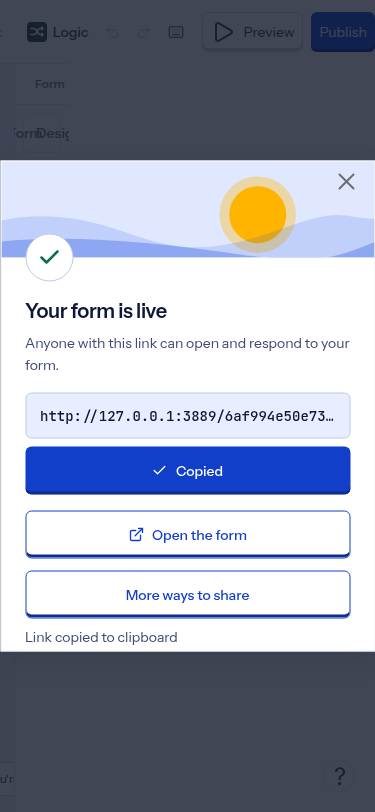 Logic
Preview
Publish
Form
Your form is live
Anyone with this link can open and respond to your
form.
http://127.0.0.1:3889/6af994e50e73…
Copied
Open the form
More ways to share
Link copied to clipboard
?